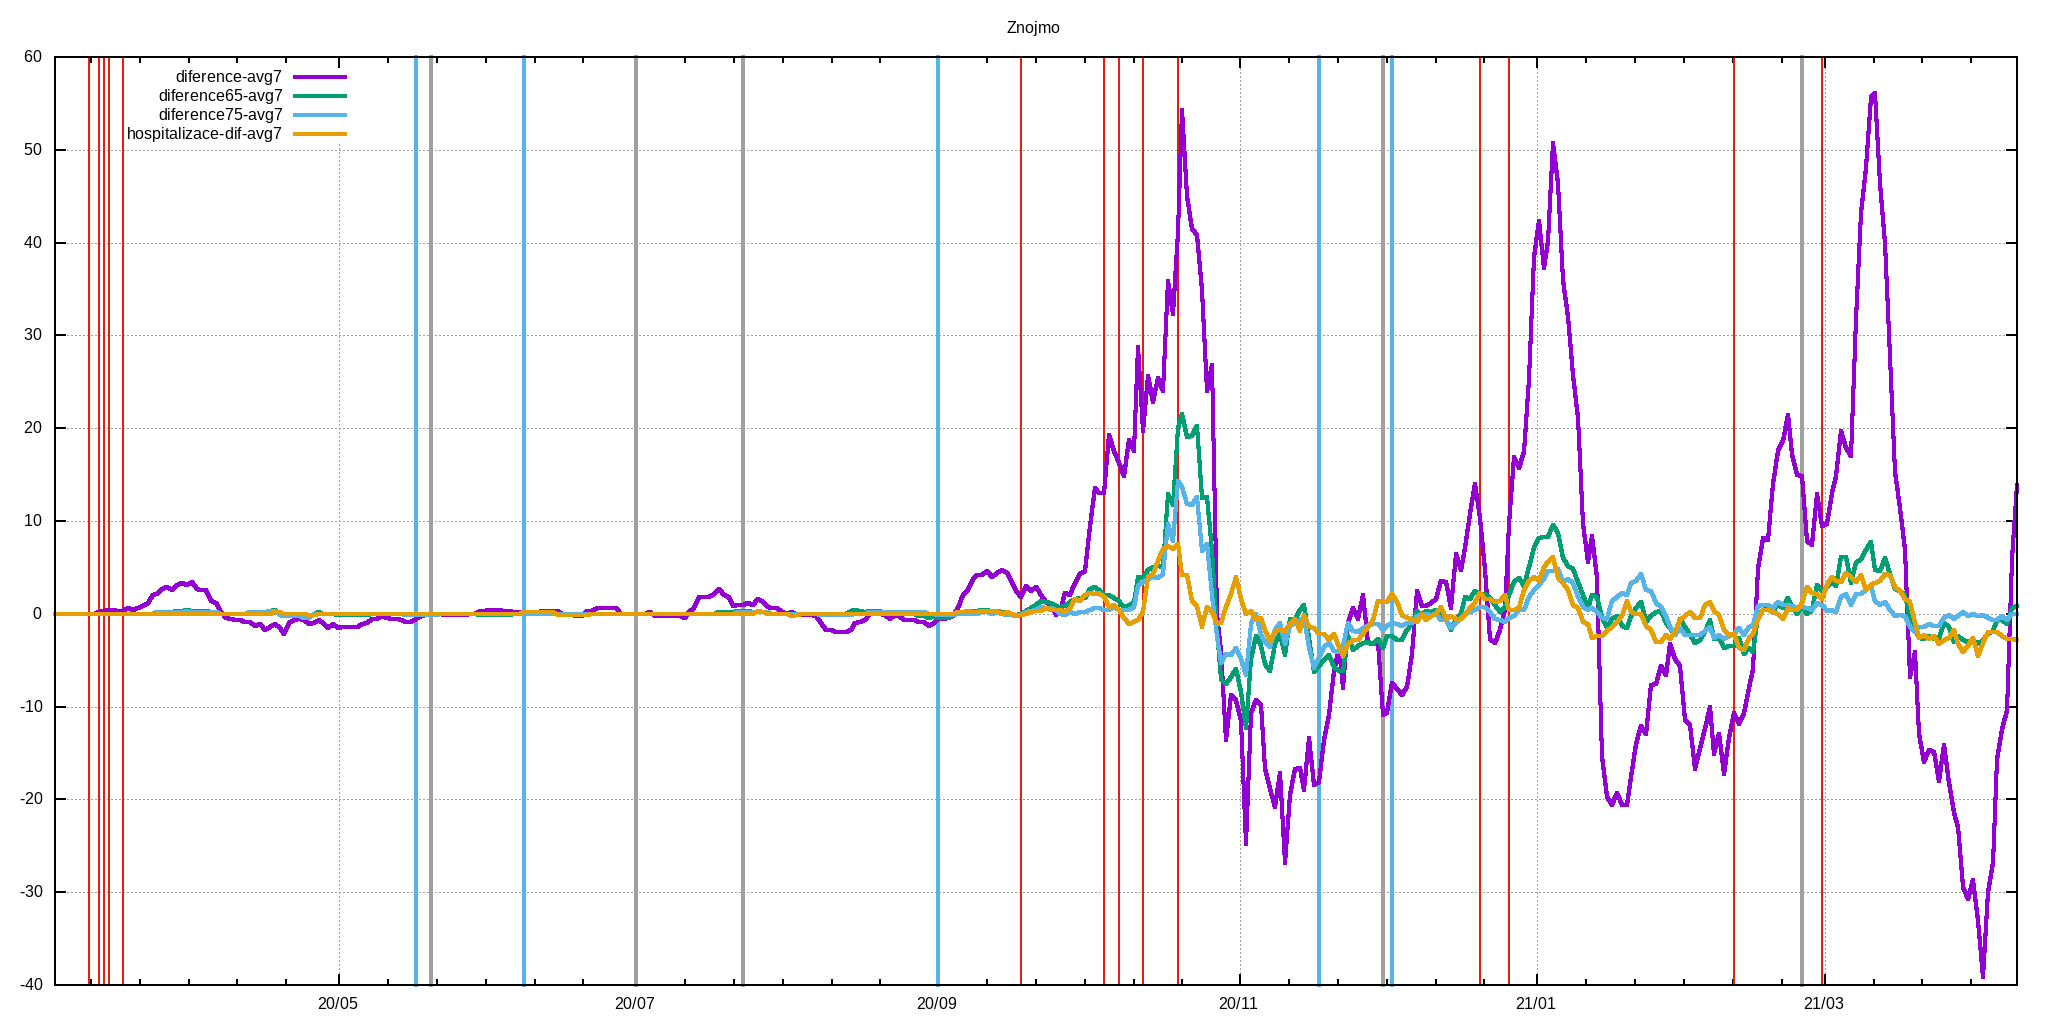 Znojmo
60
diference-avg7
diference65-avg7
diference75-avg7
hospitalizace-dif-avg7
50
40
30
20
10
0
-10
-20
-30
-40
20/05 20/07 20/09 20/11 21/01 21/03